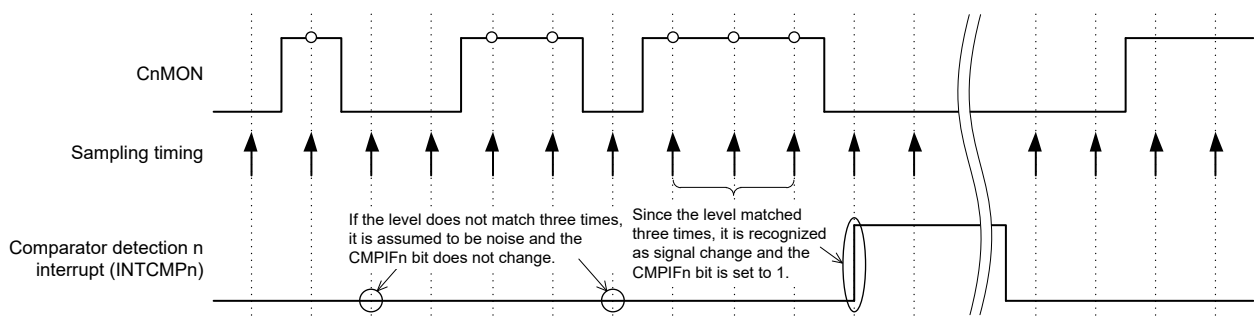 CnMON
Sampling timing
If the level does not match three times,
it is assumed to be noise and the
CMPIFn bit does not change.
Since the level matched
three times, it is recognized
as signal change and the
CMPIFn bit is set to 1.
Comparator detection n
interrupt (INTCMPn)